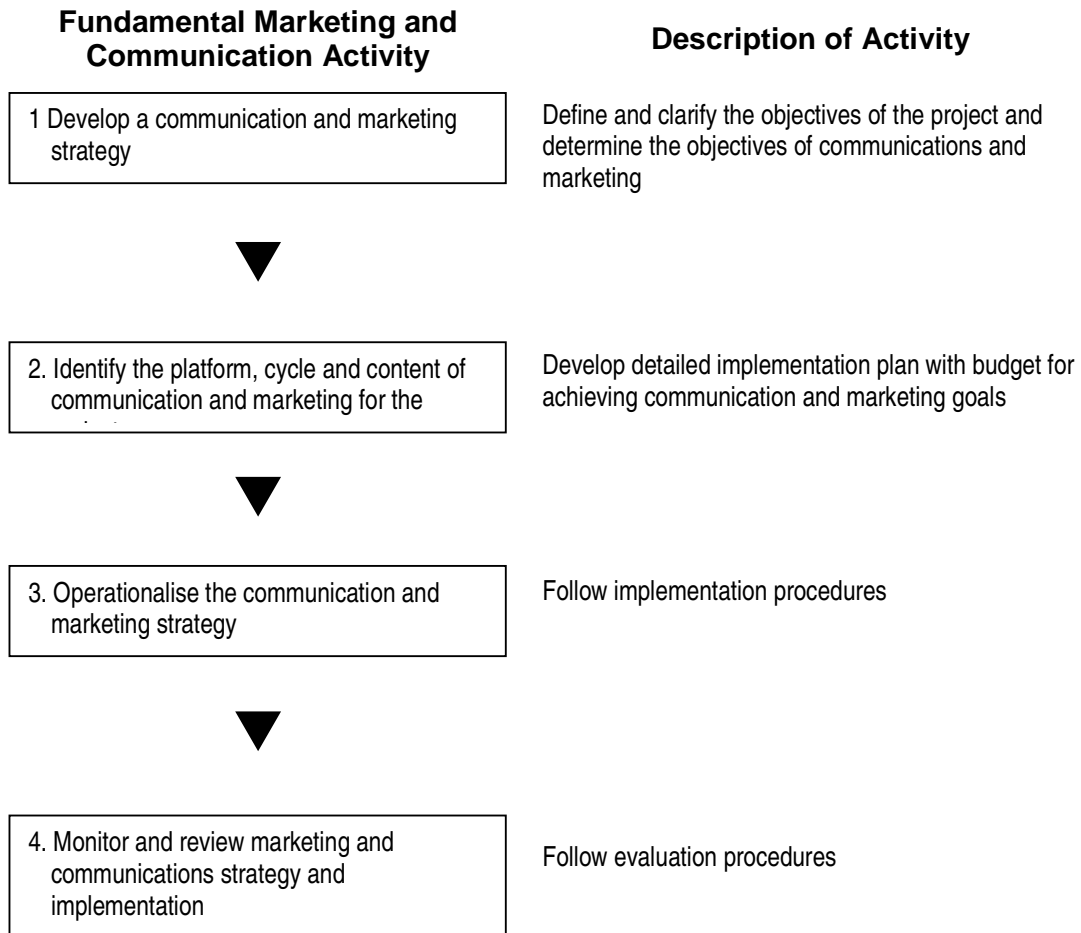 Fundamental Marketing and
Communication Activity
Description of Activity
1 Develop a communication and marketing
strategy
Define and clarify the objectives of the project and
determine the objectives of communications and
marketing
2. Identify the platform, cycle and content of
communication and marketing for the
Develop detailed implementation plan with budget for
achieving communication and marketing goals
3. Operationalise the communication and
marketing strategy
Follow implementation procedures
4. Monitor and review marketing and
communications strategy and
implementation
Follow evaluation procedures